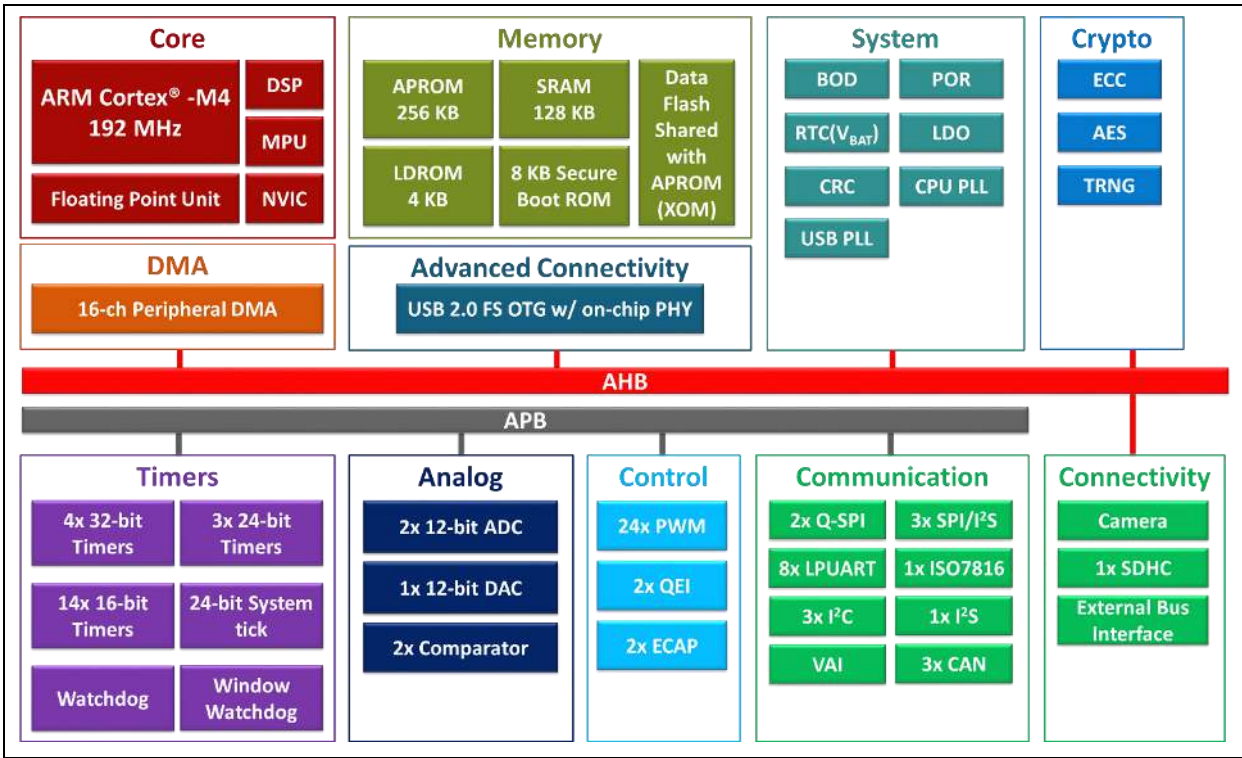 Core
ARM Cortex® -M4
192 MHz
DSP
MPU
Floating Point Unit
NVIC
Memory
APROM
256 KB
SRAM
128 KB
Data
Flash
Shared
with
APROM
(XOM)
LDROM
4 KB
8 KB Secure
Boot ROM
System
BOD
POR
RTC(VBAT)
LDO
CRC
CPU PLL
USB PLL
Crypto
ECC
AES
TRNG
DMA
16-ch Peripheral DMA
Advanced Connectivity
USB 2.0 FS OTG w/ on-chip PHY
AHB
APB
Timers
4x 32-bit
Timers
3x 24-bit
Timers
14x 16-bit
Timers
24-bit System
tick
Watchdog
Window
Watchdog
Analog
2x 12-bit ADC
1x 12-bit DAC
2x Comparator
Control
24x PWM
2x QEI
2x ECAP
Communication
2x Q-SPI
3x SPI/I²S
8x LPUART
1x ISO7816
3x I²C
1x I²S
VAI
3x CAN
Connectivity
Camera
1x SDHC
External Bus
Interface